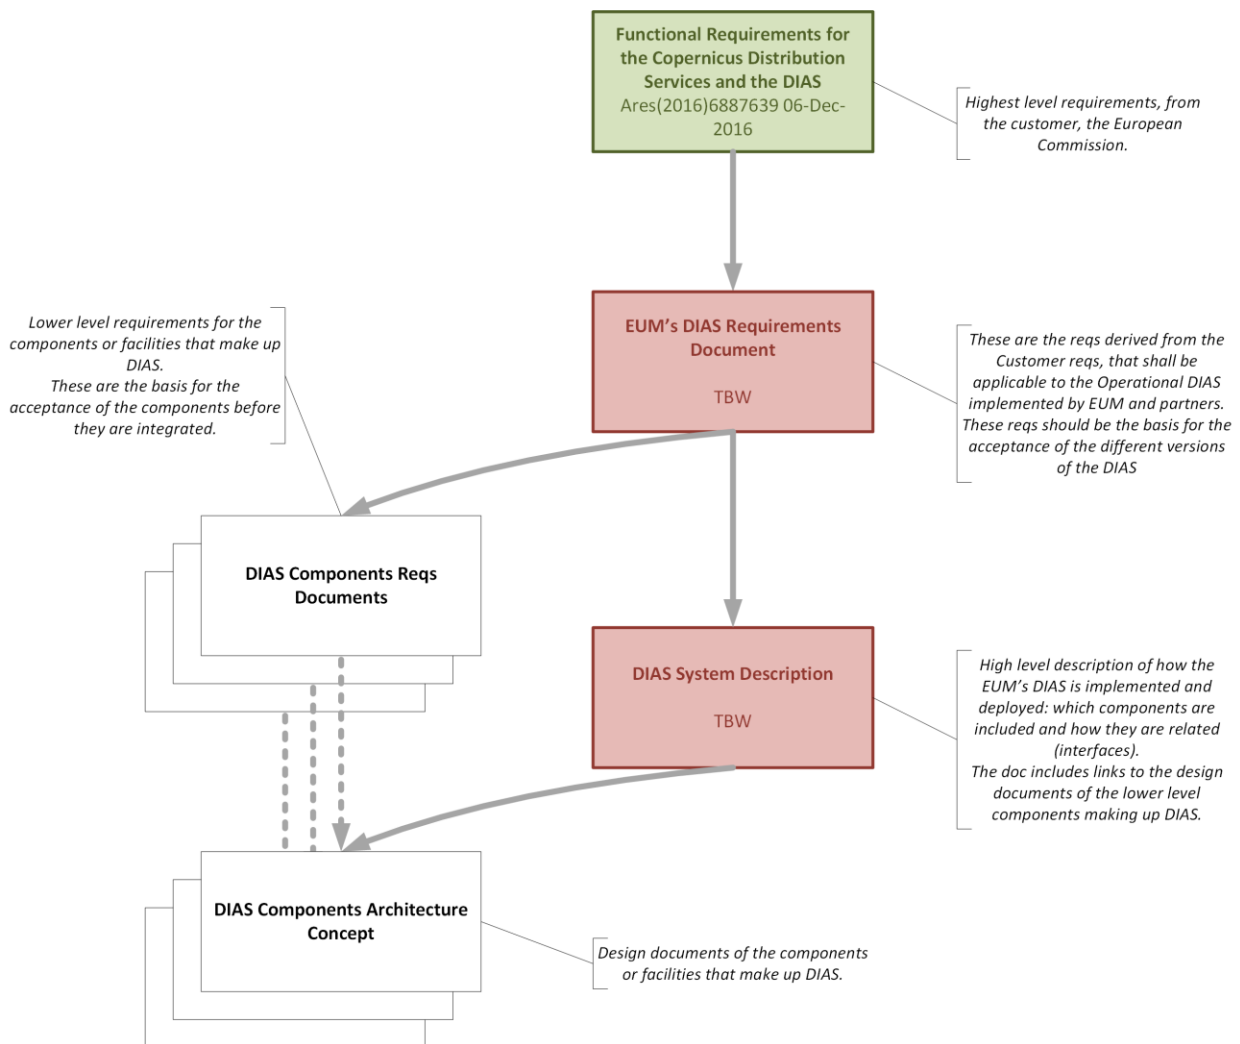 Functional Requirements for
the Copernicus Distribution
Services and the DIAS
Ares(2016)6887639 06-Dec-
2016
Highest level requirements, from
the customer, the European
Commission.
EUM's DIAS Requirements
Document
TBW
These are the reqs derived from the
Customer reqs, that shall be
applicable to the Operational DIAS
implemented by EUM and partners.
These reqs should be the basis for the
acceptance of the different versions
of the DIAS
Lower level requirements for the
components or facilities that make up
DIAS.
These are the basis for the
acceptance of the components before
they are integrated.
DIAS Components Reqs
Documents
DIAS System Description
TBW
High level description of how the
EUM's DIAS is implemented and
deployed: which components are
included and how they are related
(interfaces).
The doc includes links to the design
documents of the lower level
components making up DIAS.
DIAS Components Architecture
Concept
Design documents of the components
or facilities that make up DIAS.